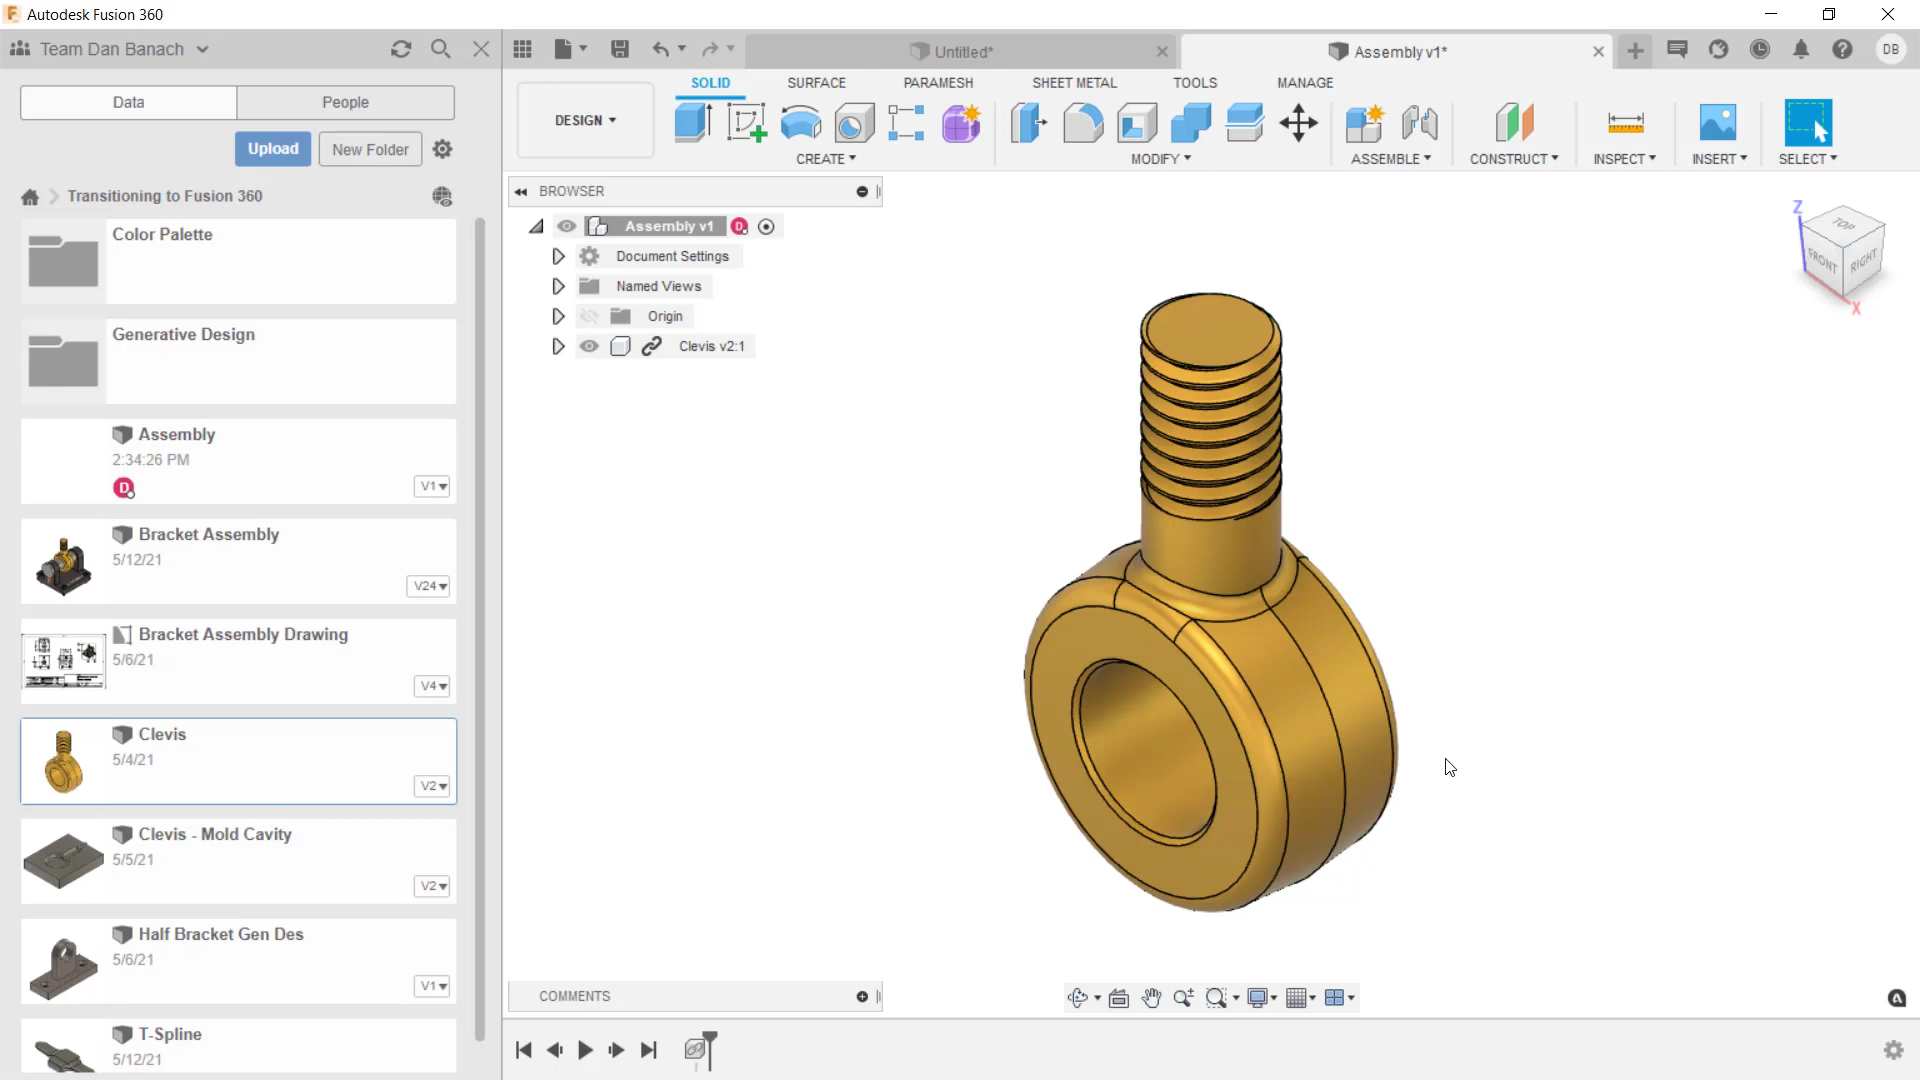 Autodesk Fusion 360
Team Dan Banach
Untitled*
Assembly v1*
DB
Data
People
Upload
New Folder
Transitioning to Fusion 360
Color Palette
Generative Design
Assembly
2:34:26 PM
D
V1
Bracket Assembly
5/12/21
V24
Bracket Assembly Drawing
5/6/21
V4
Clevis
5/4/21
V2
Clevis - Mold Cavity
5/5/21
V2
Half Bracket Gen Des
5/6/21
V1
T-Spline
5/12/21
DESIGN
SOLID
SURFACE
PARAMESH
SHEET METAL
TOOLS
MANAGE
CREATE
MODIFY
ASSEMBLE
CONSTRUCT
INSPECT
INSERT
SELECT
BROWSER
Assembly v1
D
Document Settings
Named Views
Origin
Clevis v2:1
Z
TOP
FRONT
RIGHT
X
COMMENTS